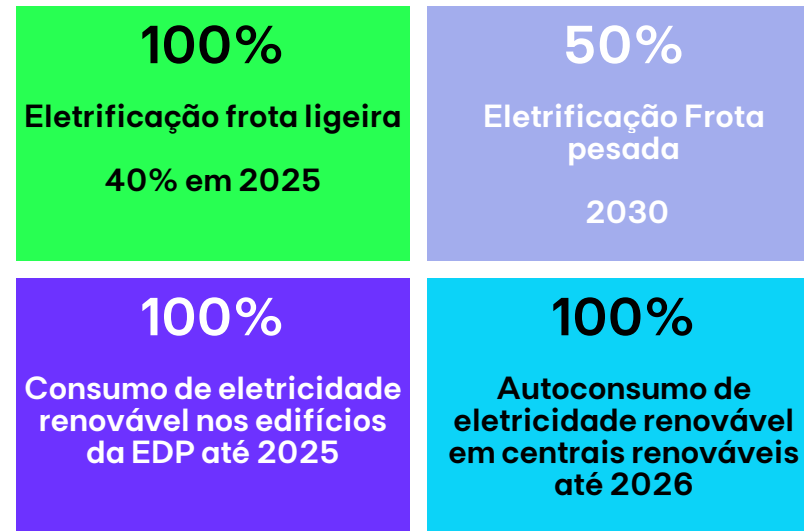 100%
Eletrificação frota ligeira
40% em 2025
50%
Eletrificação Frota
pesada
2030
100%
Consumo de eletricidade
renovável nos edifícios
da EDP até 2025
100%
Autoconsumo de
eletricidade renovável
em centrais renováveis
até 2026